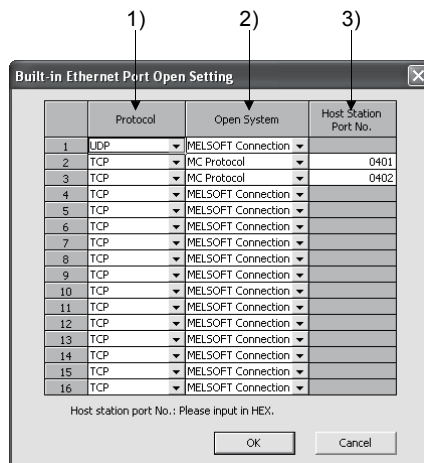 1) 2) 3)
Built-in Ethernet Port Open Setting
Protocol Open System Host Station
Port No.
1 UDP MELSOFT Connection
2 TCP MC Protocol 0401
3 TCP MC Protocol 0402
4 TCP MELSOFT Connection
5 TCP MELSOFT Connection
6 TCP MELSOFT Connection
7 TCP MELSOFT Connection
8 TCP MELSOFT Connection
9 TCP MELSOFT Connection
10 TCP MELSOFT Connection
11 TCP MELSOFT Connection
12 TCP MELSOFT Connection
13 TCP MELSOFT Connection
14 TCP MELSOFT Connection
15 TCP MELSOFT Connection
16 TCP MELSOFT Connection
Host station port No.: Please input in HEX.
OK Cancel